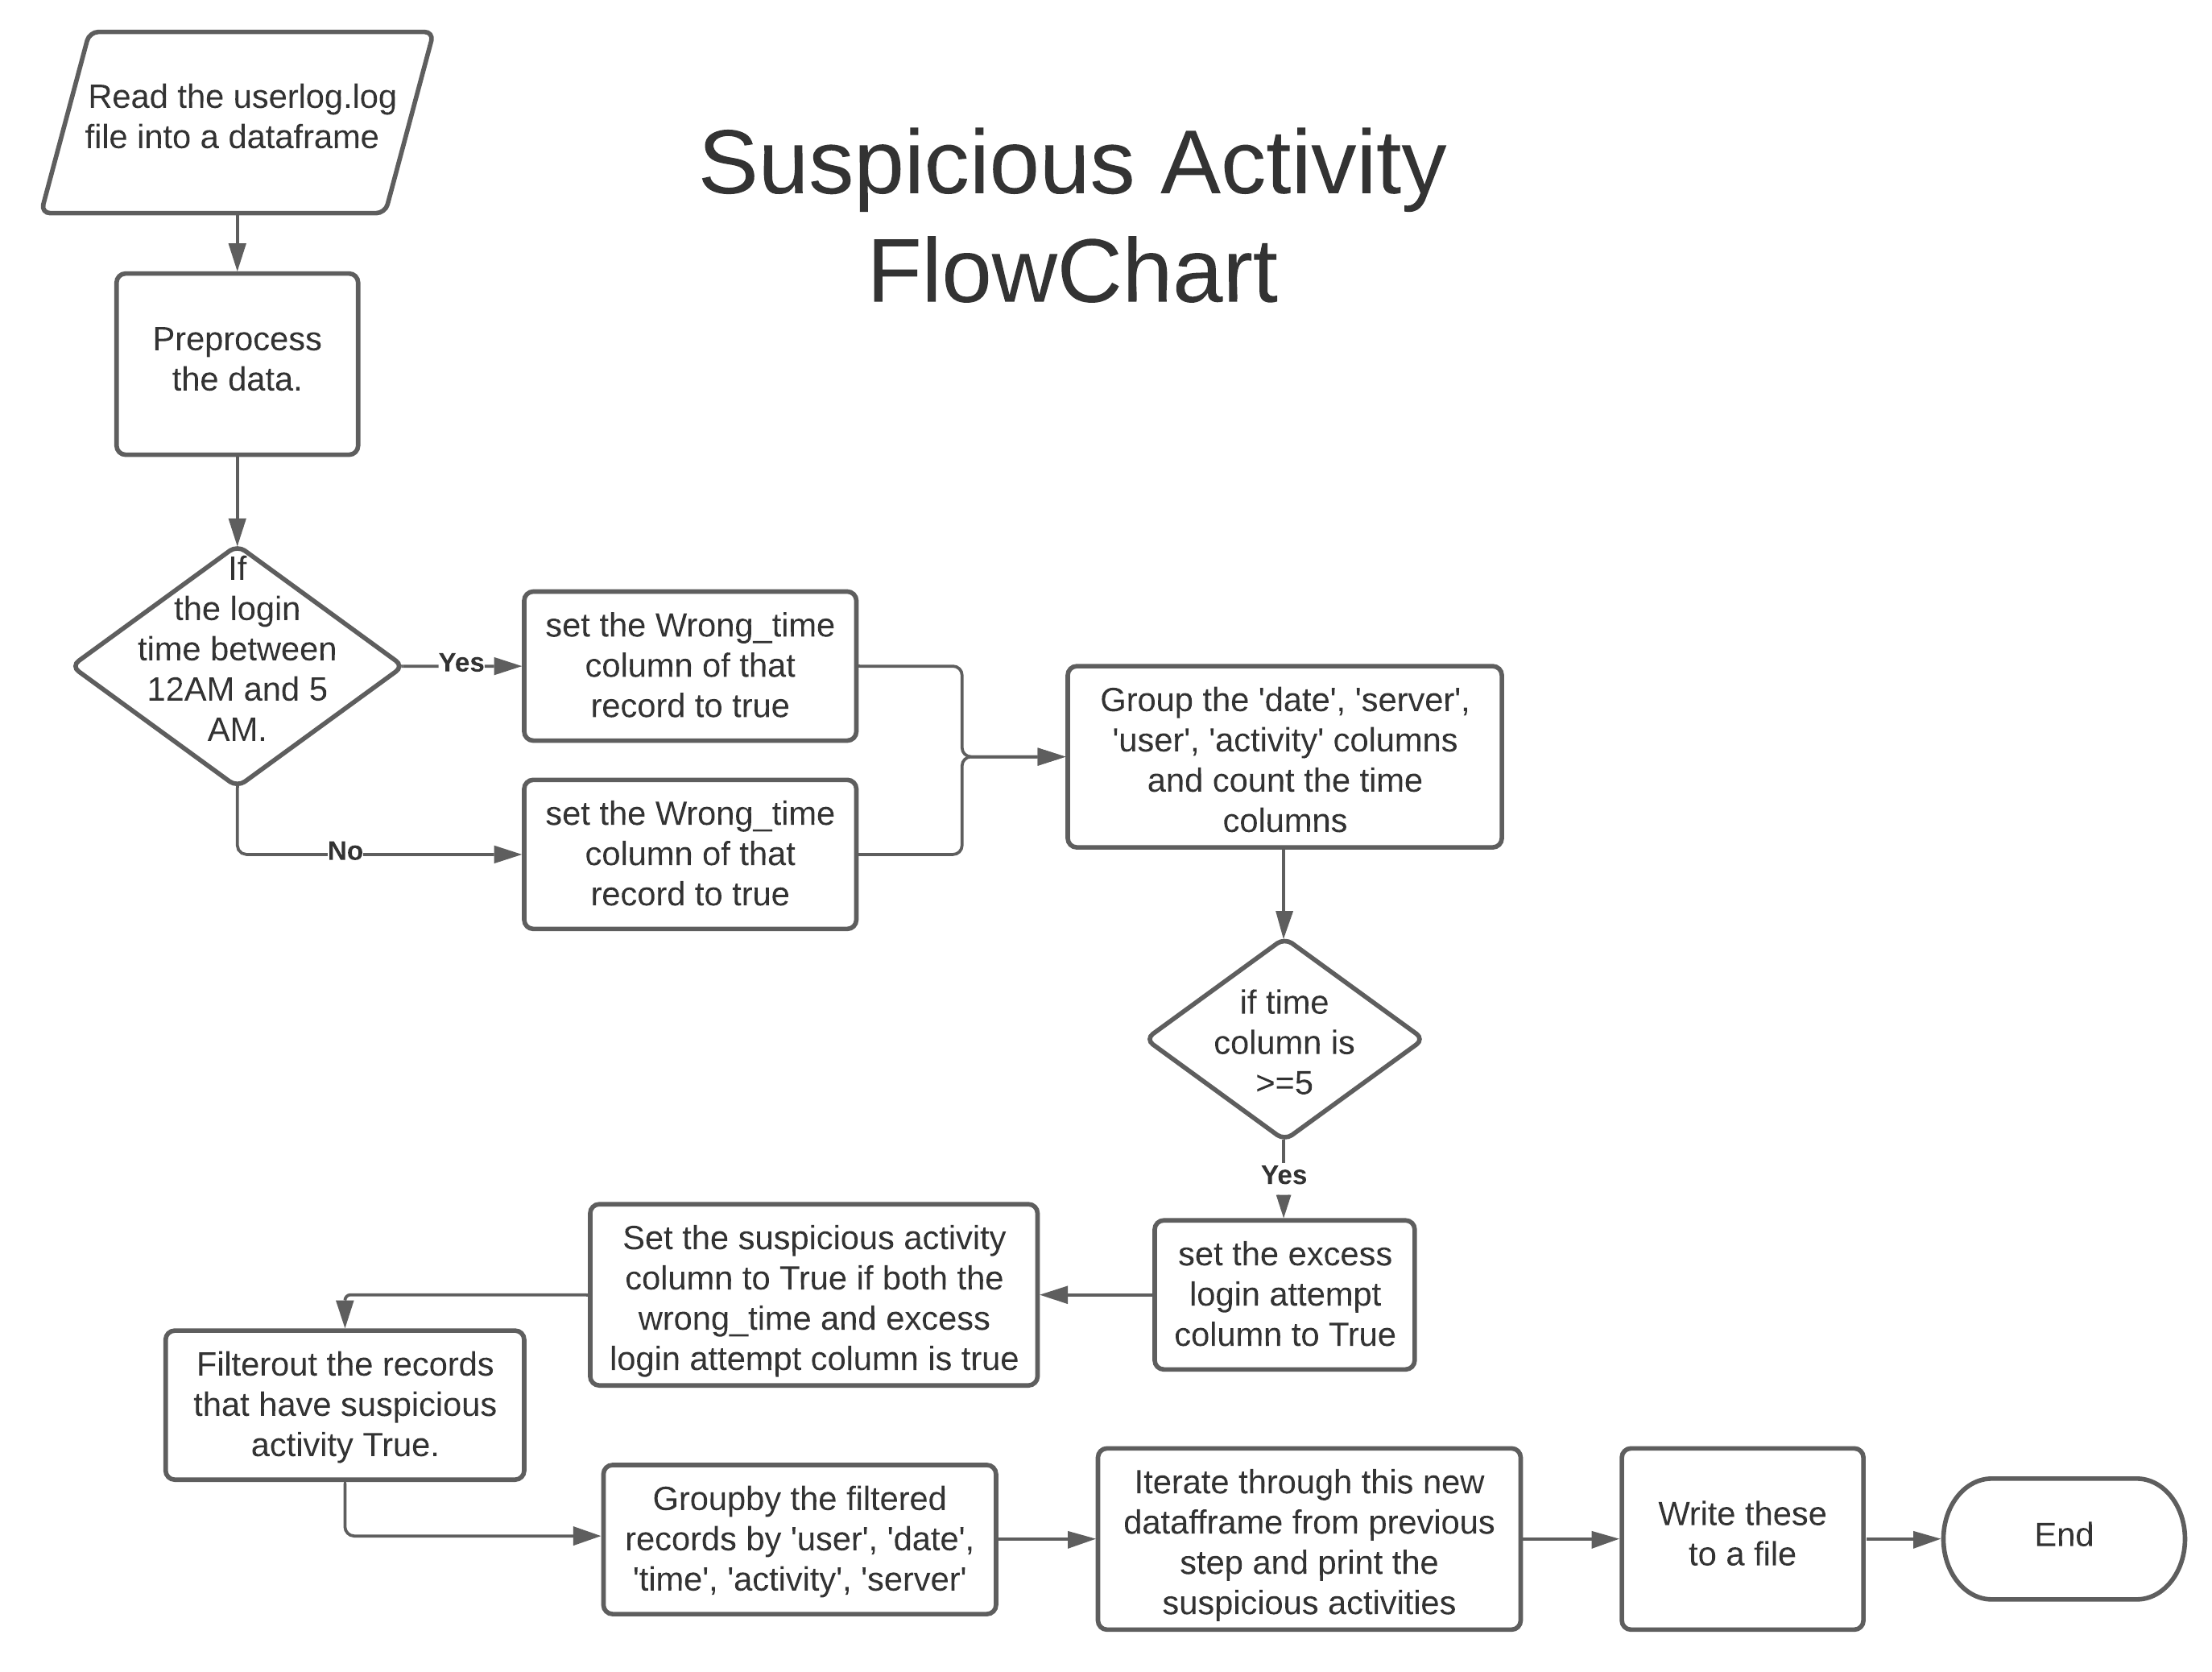 Suspicious Activity
FlowChart
Read the userlog.log
file into a dataframe
Preprocess
the data.
If
the login
time between
12AM and 5
AM.
Yes
set the Wrong_time
column of that
record to true
No
set the Wrong_time
column of that
record to true
Group the 'date', 'server',
'user', 'activity' columns
and count the time
columns
if time
column is
>=5
Yes
set the excess
login attempt
column to True
Set the suspicious activity
column to True if both the
wrong_time and excess
login attempt column is true
Filterout the records
that have suspicious
activity True.
Groupby the filtered
records by 'user', 'date',
'time', 'activity', 'server'
Iterate through this new
datafframe from previous
step and print the
suspicious activities
Write these
to a file
End